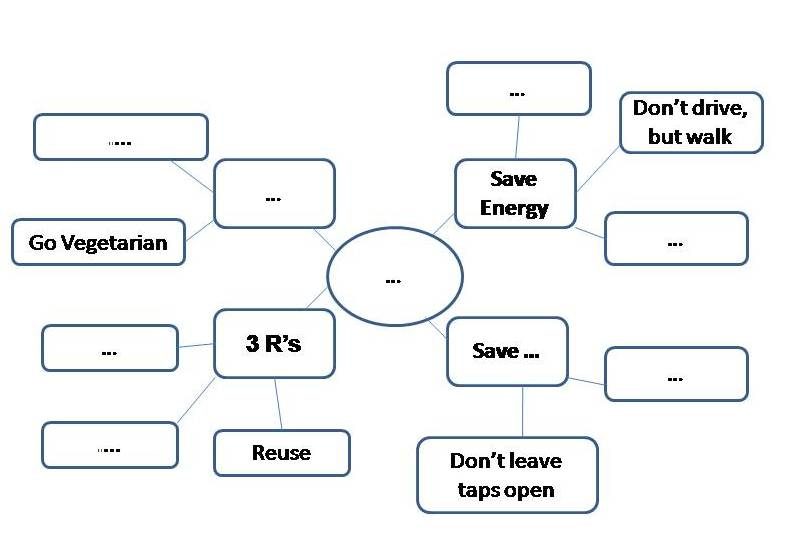 ...
Don't drive,
but walk
.....
Save
Energy
...
Go Vegetarian
...
...
3 R's
...
Save ...
...
.....
Reuse
Don't leave
taps open